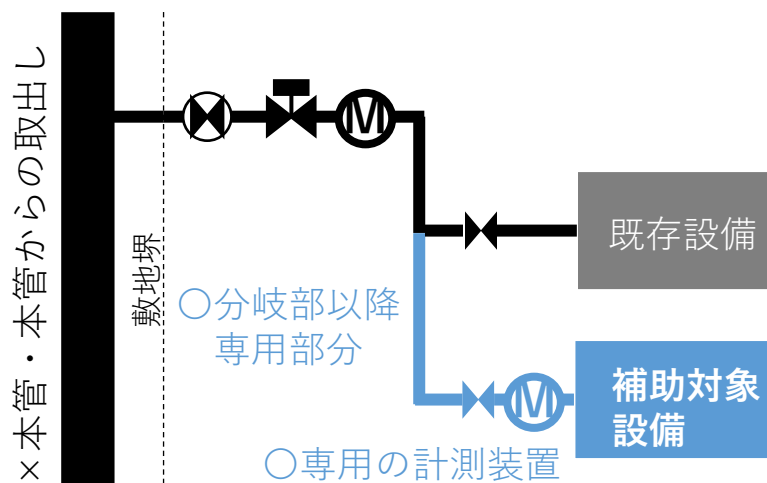 ×本管・本管からの取出し
敷地堺
M
既存設備
〇分岐部以降
専用部分
M
補助対象
設備
〇専用の計測装置